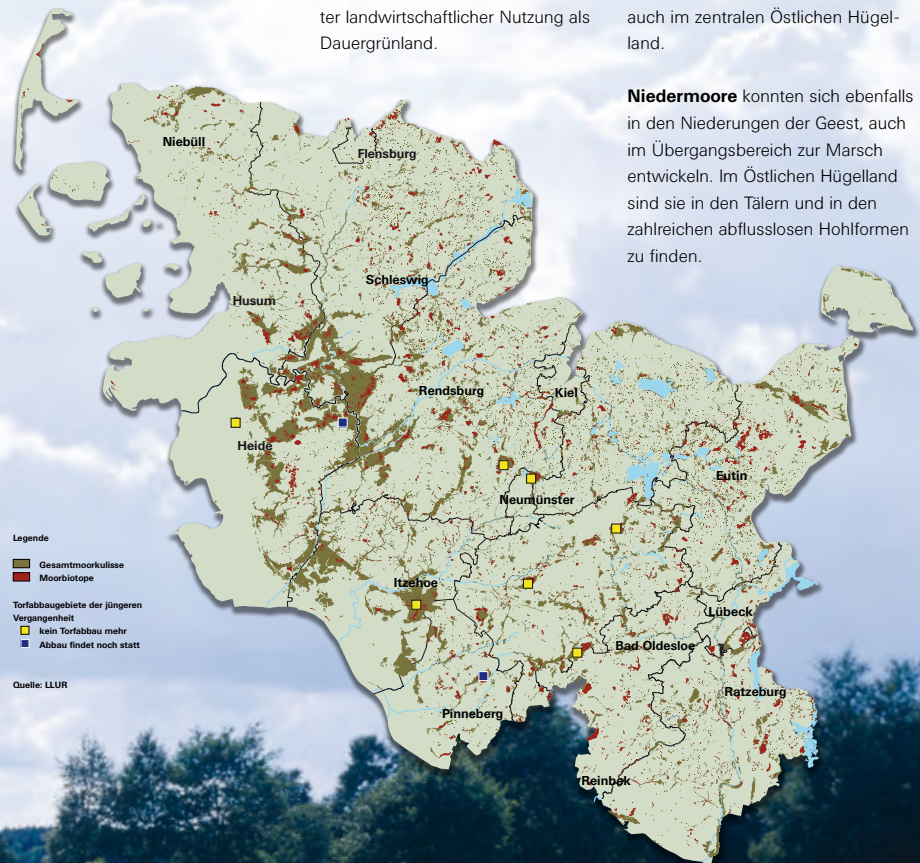 ter landwirtschaftlicher Nutzung als
Dauergrünland.
auch im zentralen Östlichen Hügel-
land.
Niedermoore konnten sich ebenfalls
in den Niederungen der Geest, auch
im Übergangsbereich zur Marsch
entwickeln. Im Östlichen Hügelland
sind sie in den Tälern und in den
zahlreichen abflusslosen Hohlformen
zu finden.
Niebüll
Flensburg
Schleswig
Husum
Rendsburg
Kiel
Heide
Eutin
Neumünster
Itzehoe
Lübeck
Bad Oldesloe
Ratzeburg
Pinneberg
Reinbek
Legende
Gesamtmoorkulisse
Moorbiotope
Torfabbaugebiete der jüngeren
Vergangenheit
kein Torfabbau mehr
Abbau findet noch statt
Quelle: LLUR